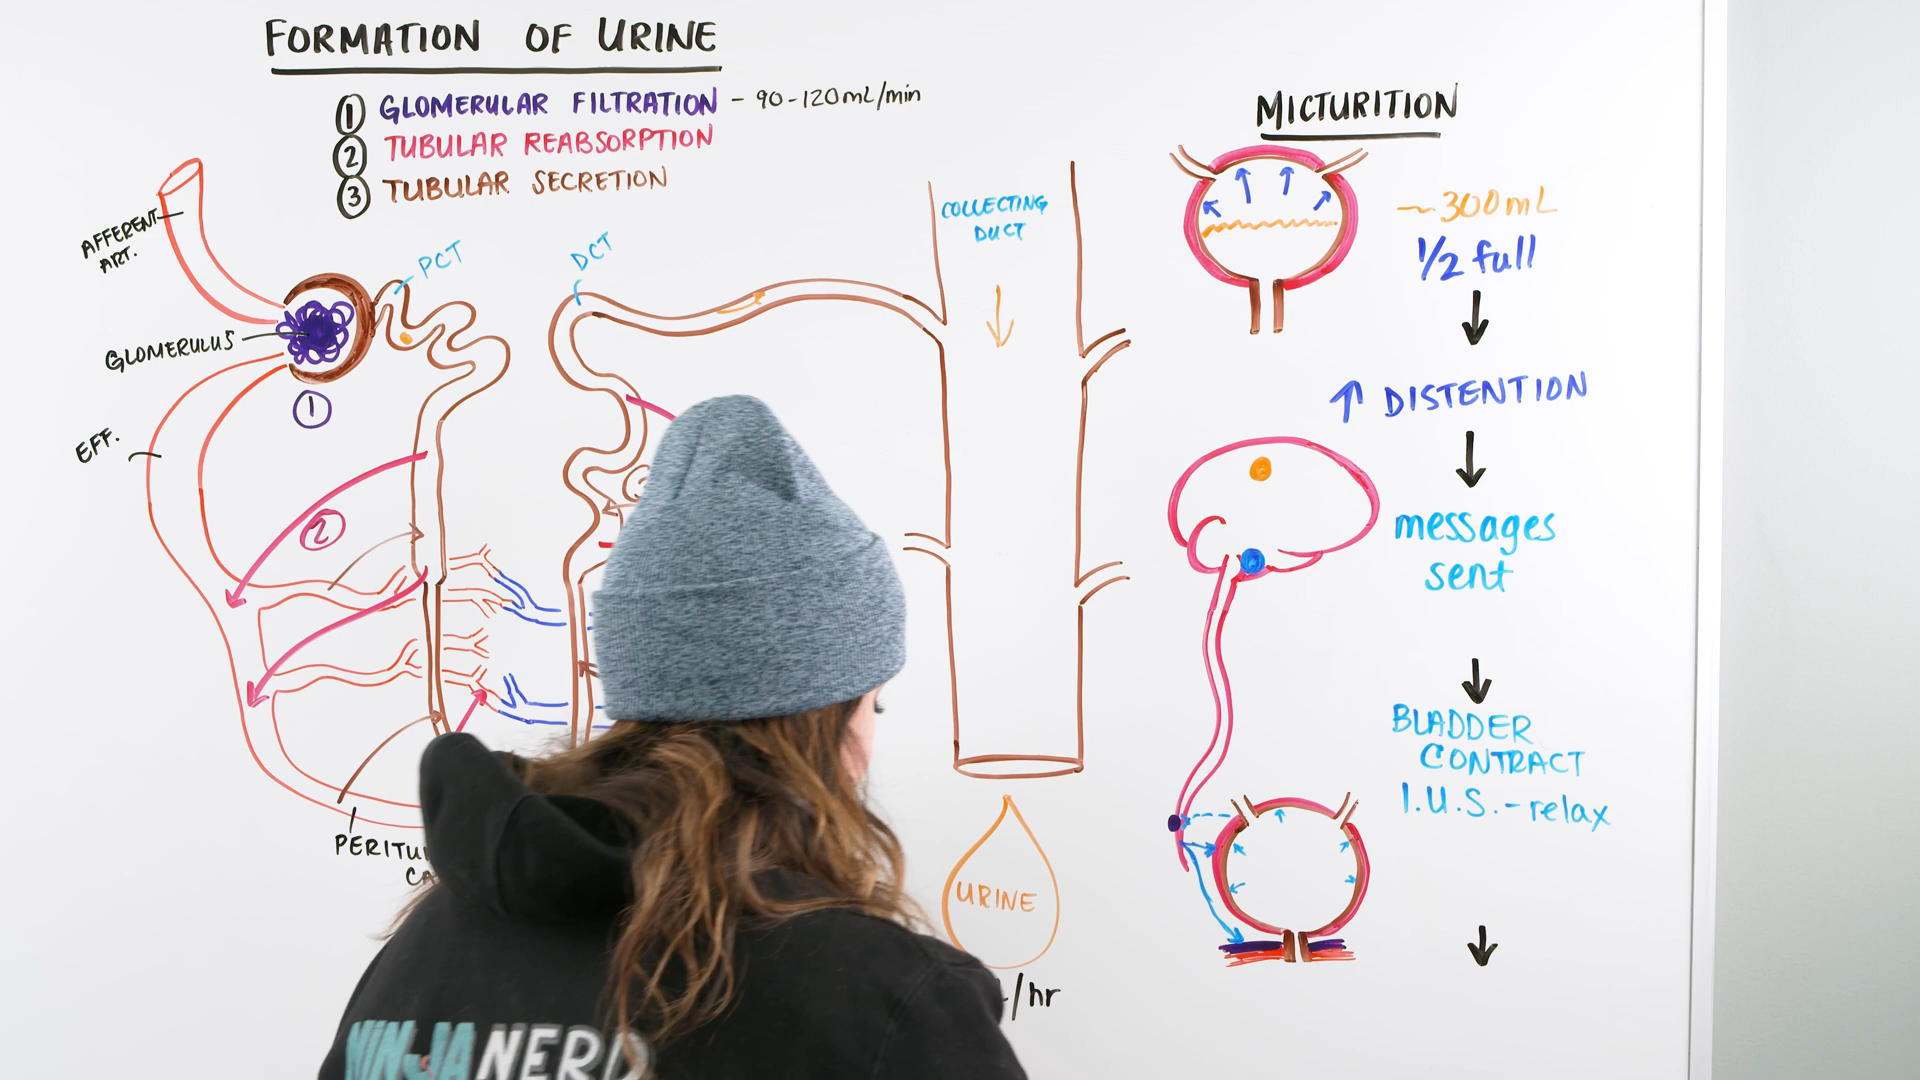 FORMATION OF URINE
① GLOMERULAR FILTRATION - 90-120mL/min
② TUBULAR REABSORPTION
③ TUBULAR SECRETION
AFFERENT
ART.
GLOMERULUS
EFF.
PCT
DCT
COLLECTING
DUCT
①
②
URINE
/hr
MICTURITION
~300mL
1/2 full
↓
↑ DISTENTION
↓
messages
sent
↓
BLADDER
CONTRACT
I.U.S. - relax
↓
NINJANERD